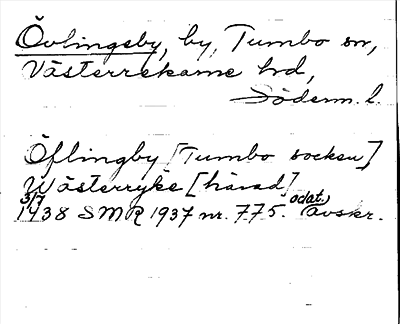 Övlingsby, by, Tumbo sn,
Västerrekarne hd,
Söderm. l.
Öflingby [Tumbo socken]
Wästerryke [härad]
3/7 1438 SMR 1937 nr. 775. odat. avskr.